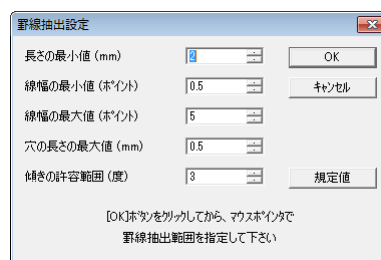 罫線抽出設定
長さの最小値 (mm) 2 OK
線幅の最小値 (ﾎﾟｲﾝﾄ) 0.5 ｷｬﾝｾﾙ
線幅の最大値 (ﾎﾟｲﾝﾄ) 5
穴の長さの最大値 (mm) 0.5
傾きの許容範囲 (度) 3 規定値
[OK]ﾎﾞﾀﾝをｸﾘｯｸしてから、ﾏｳｽﾎﾟｲﾝﾀで
罫線抽出範囲を指定して下さい